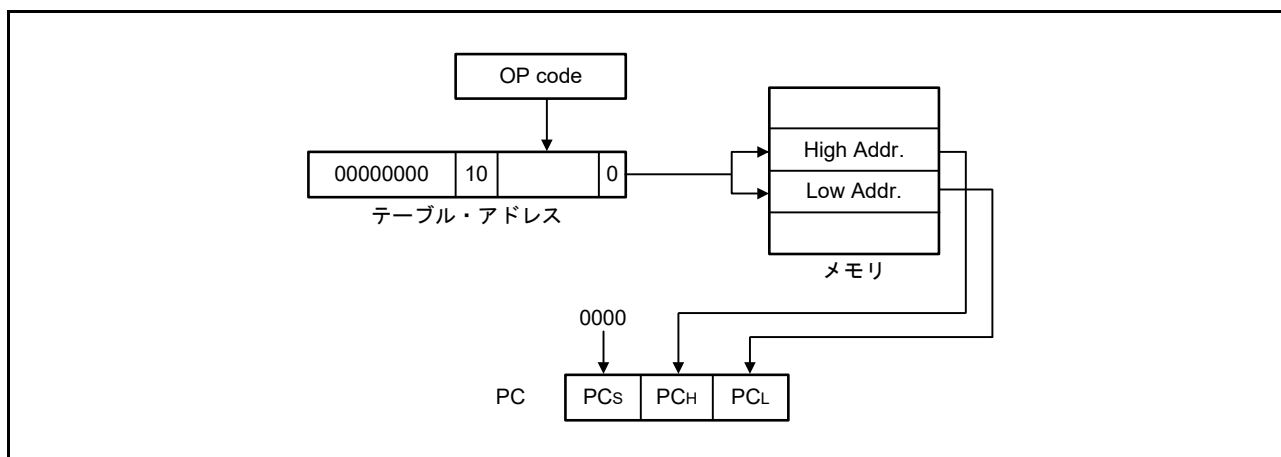 OP code
00000000 10 0
テーブル・アドレス
High Addr.
Low Addr.
メモリ
0000
PC PCS PCH PCL